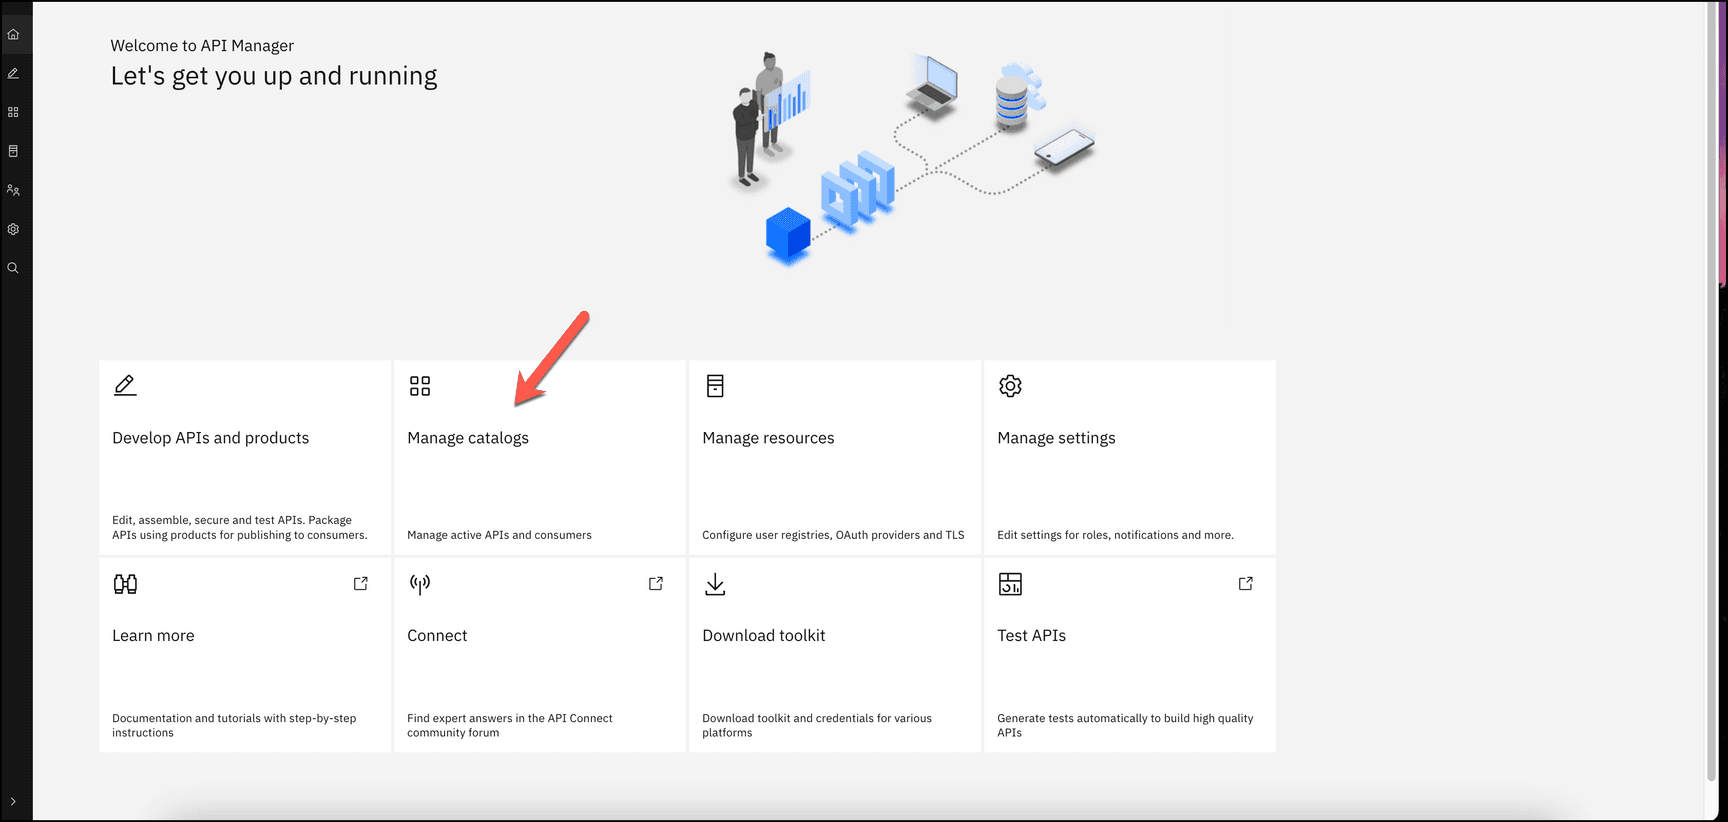 Welcome to API Manager
Let's get you up and running
Develop APIs and products
Edit, assemble, secure and test APIs. Package
APIs using products for publishing to consumers.
Manage catalogs
Manage active APIs and consumers
Manage resources
Configure user registries, OAuth providers and TLS
Manage settings
Edit settings for roles, notifications and more.
Learn more
Documentation and tutorials with step-by-step
instructions
Connect
Find expert answers in the API Connect
community forum
Download toolkit
Download toolkit and credentials for various
platforms
Test APIs
Generate tests automatically to build high quality
APIs